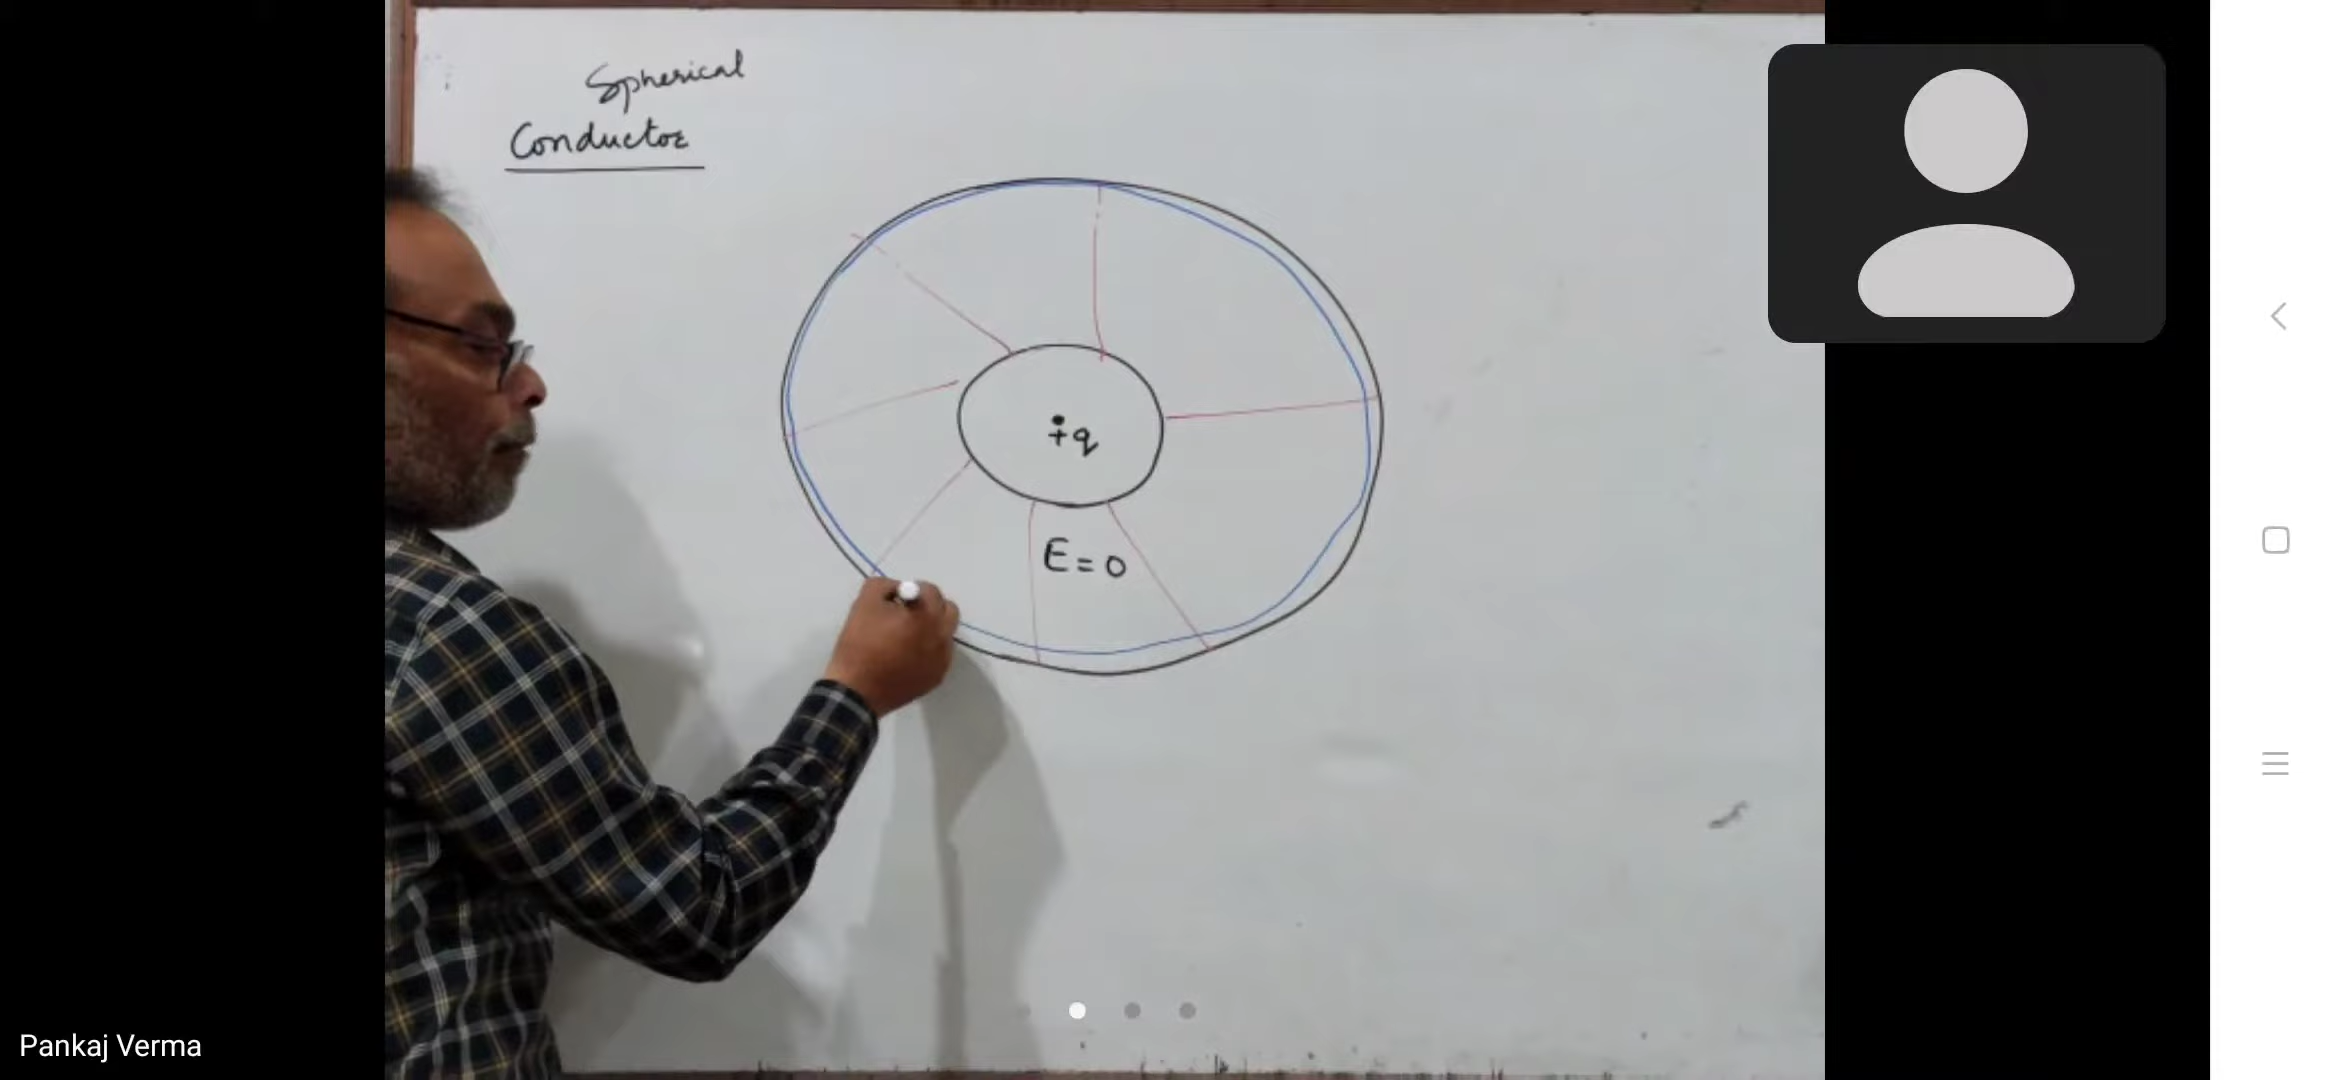 Spherical
Conductor
+q
E = 0
Pankaj Verma